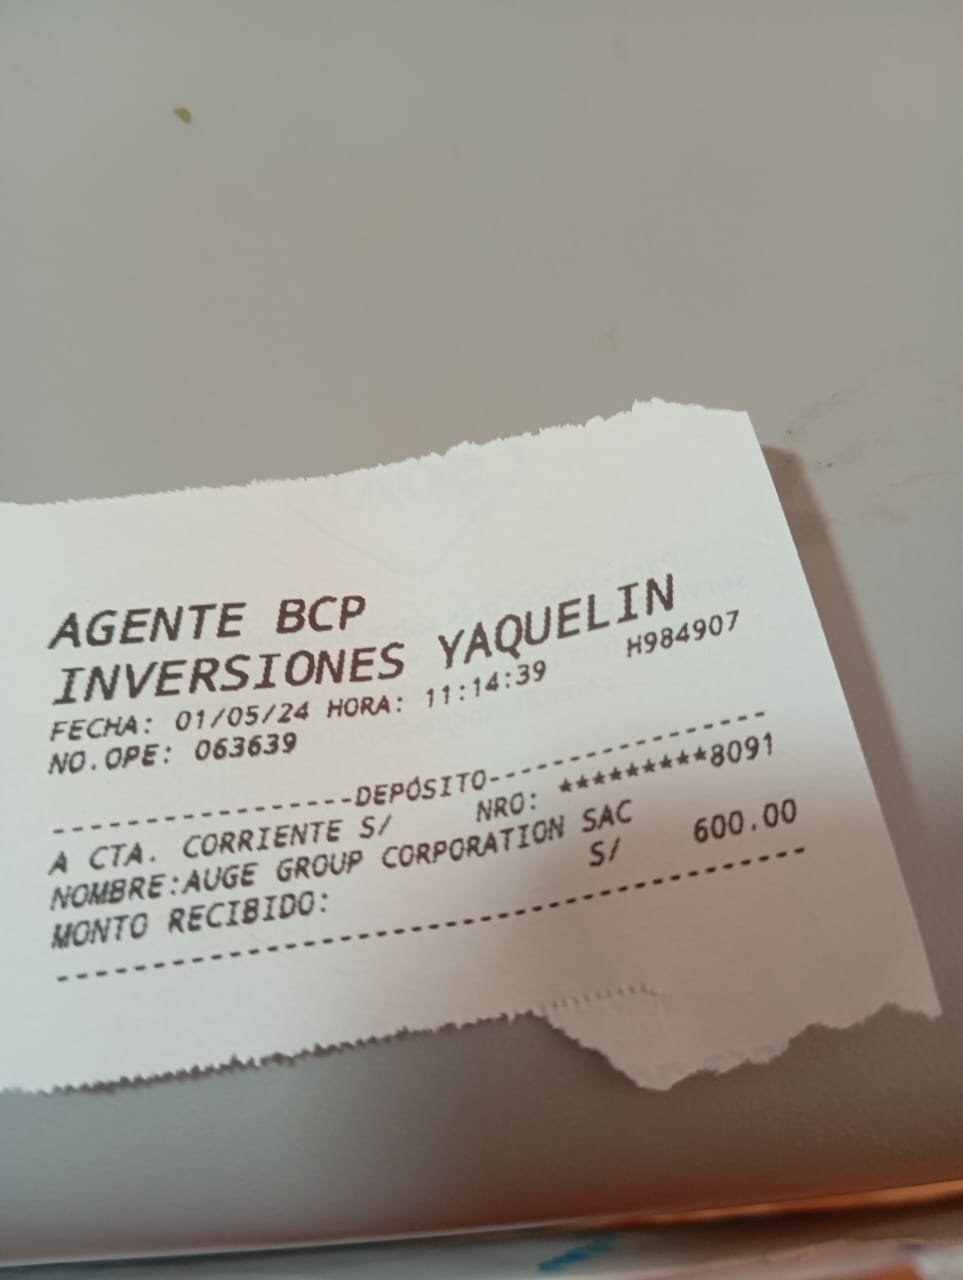 AGENTE BCP
INVERSIONES YAQUELIN
FECHA: 01/05/24 HORA: 11:14:39 H984907
NO.OPE: 063639
-----------------DEPÓSITO----------------
A CTA. CORRIENTE S/ NRO: *********8091
NOMBRE:AUGE GROUP CORPORATION SAC
MONTO RECIBIDO: S/ 600.00
---------------------------------------